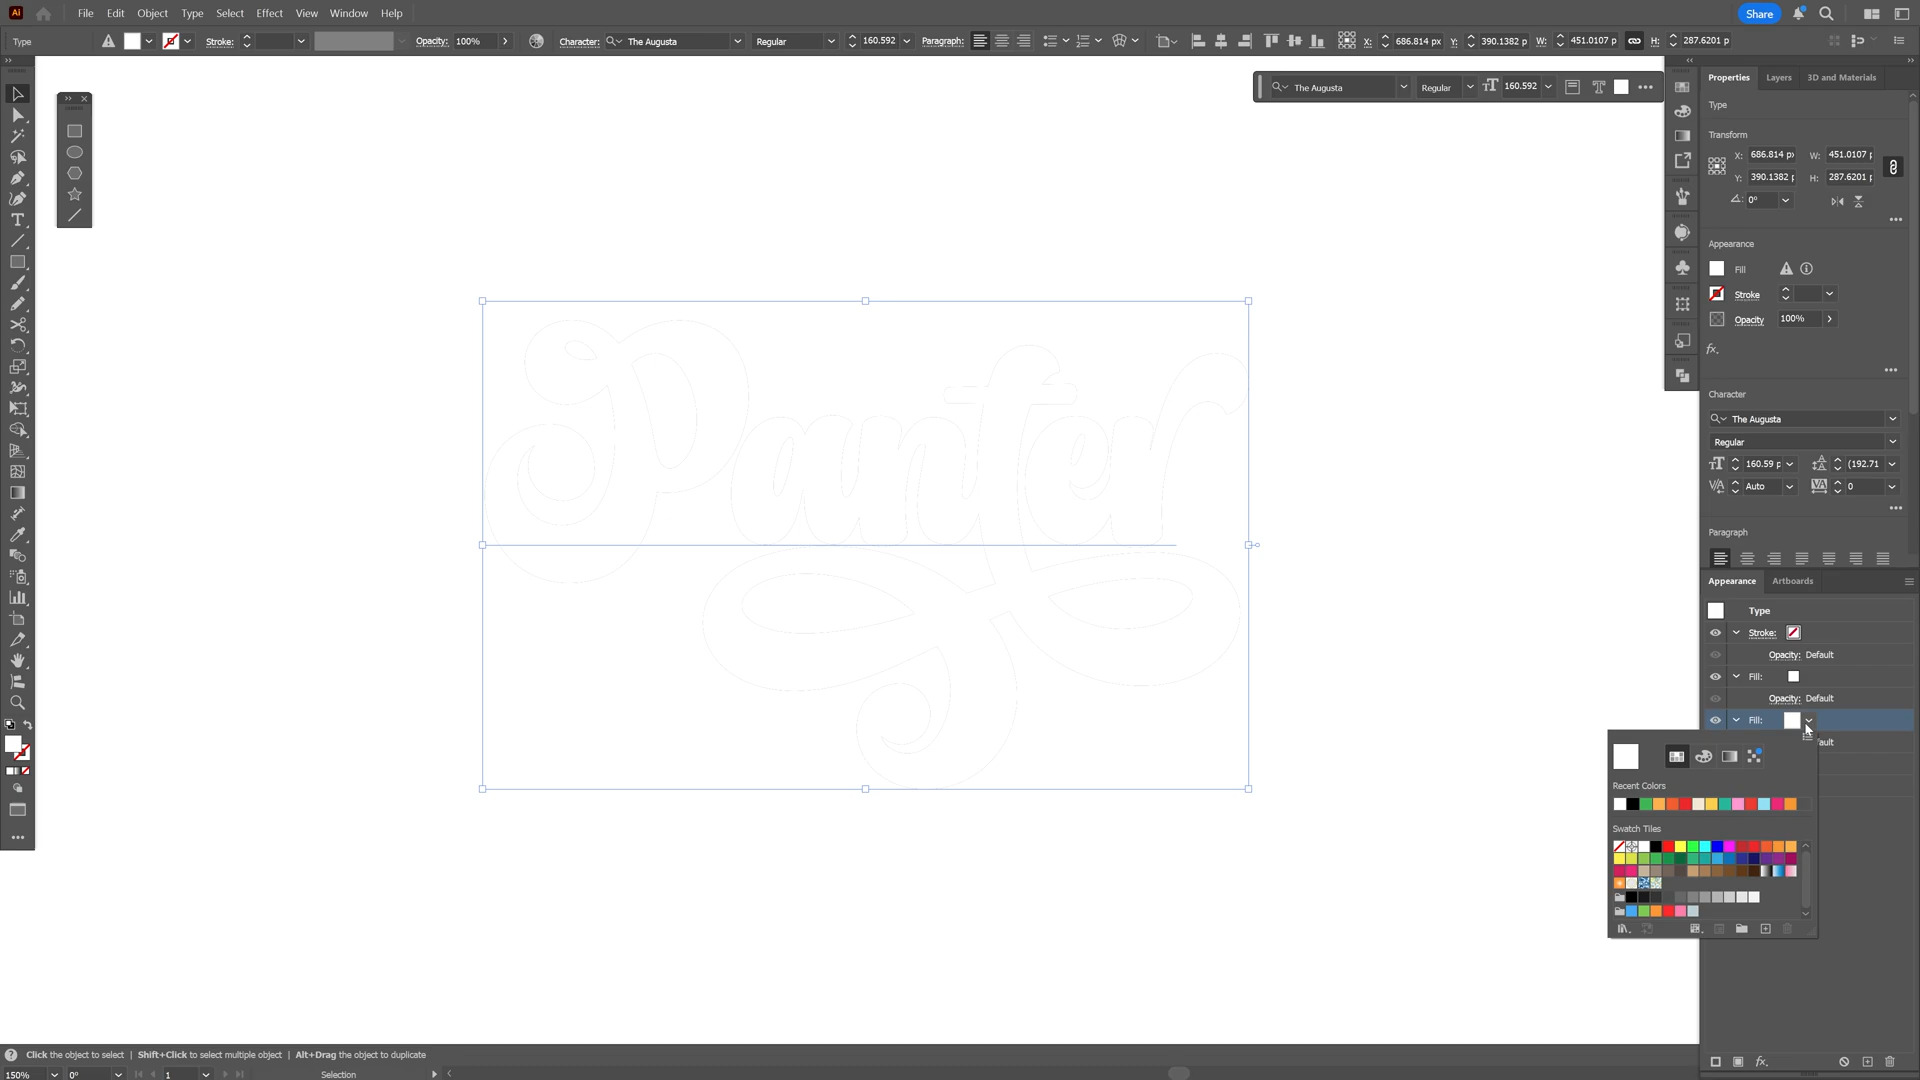 Ai File Edit Object Type Select Effect View Window Help Share
Type Stroke: Opacity: 100% Character: The Augusta Regular 160.592 Paragraph: X: 686.814 px Y: 390.1382 p W: 451.0107 p H: 287.6201 p
The Augusta Regular 160.592
Properties Layers 3D and Materials
Type
Transform
X: 686.814 p W: 451.0107
Y: 390.1382 H: 287.6201
0°
Appearance
Fill
Stroke
Opacity 100%
fx.
Character
The Augusta
Regular
160.59 (192.71
Auto 0
Paragraph
Appearance Artboards
Type
Stroke:
Opacity: Default
Fill:
Opacity: Default
Fill:
fault
Recent Colors
Swatch Tiles
Painter
Click the object to select Shift+Click to select multiple object Alt+Drag the object to duplicate
150% 0° 1 Selection